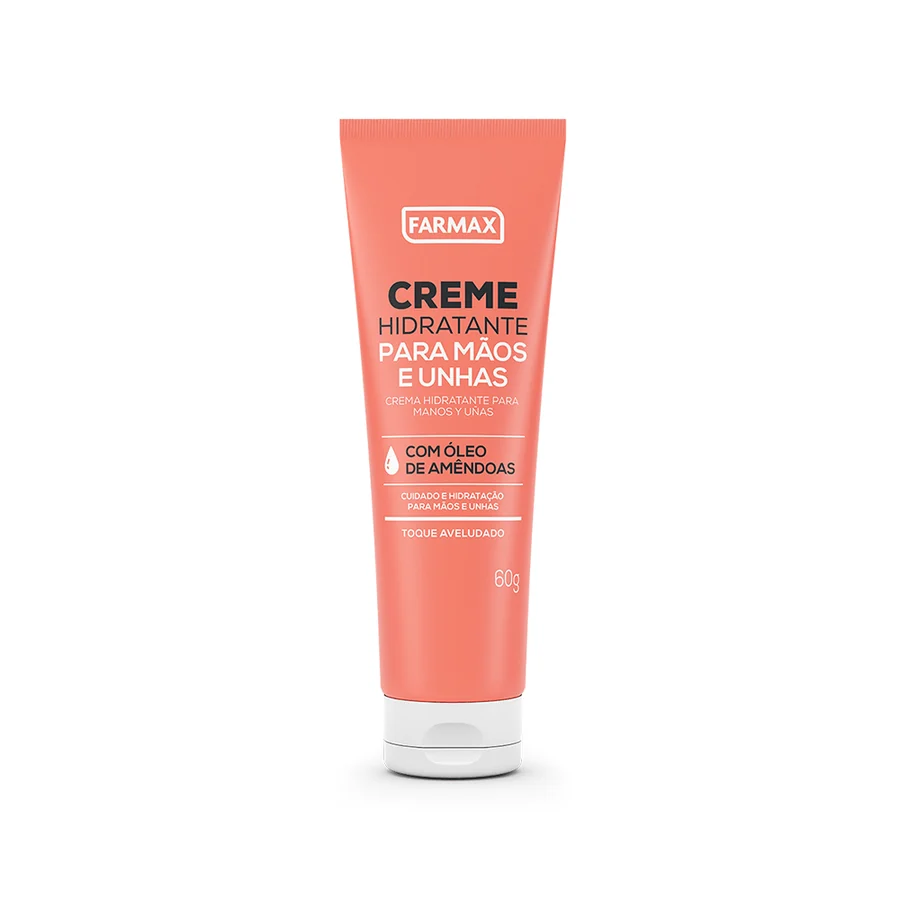 FARMAX
CREME
HIDRATANTE
PARA MÃOS
E UNHAS
CREMA HIDRATANTE PARA
MANOS Y UÑAS
COM ÓLEO
DE AMÊNDOAS
CUIDADO E HIDRATAÇÃO
PARA MÃOS E UNHAS
TOQUE AVELUDADO
60g